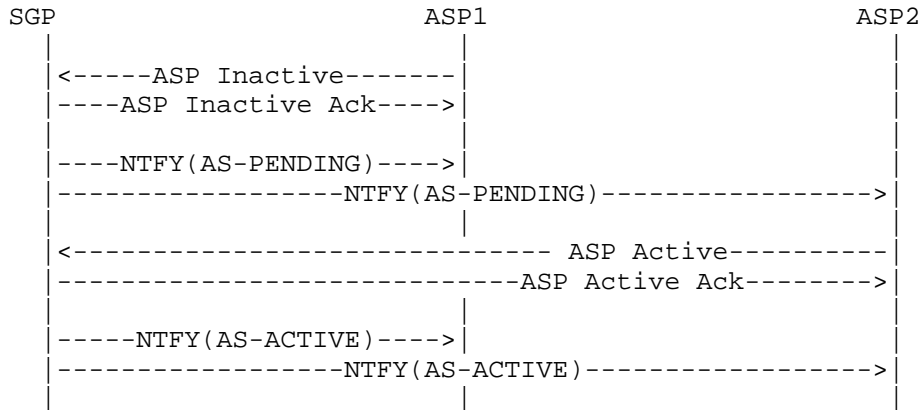 SGP ASP1 ASP2
<-----ASP Inactive-------|
|----ASP Inactive Ack---->|
|----NTFY(AS-PENDING)---->|
|------------------NTFY(AS-PENDING)----------------->|
|<------------------------------ ASP Active----------|
|-----------------------------ASP Active Ack-------->|
|-----NTFY(AS-ACTIVE)---->|
|------------------NTFY(AS-ACTIVE)------------------>|